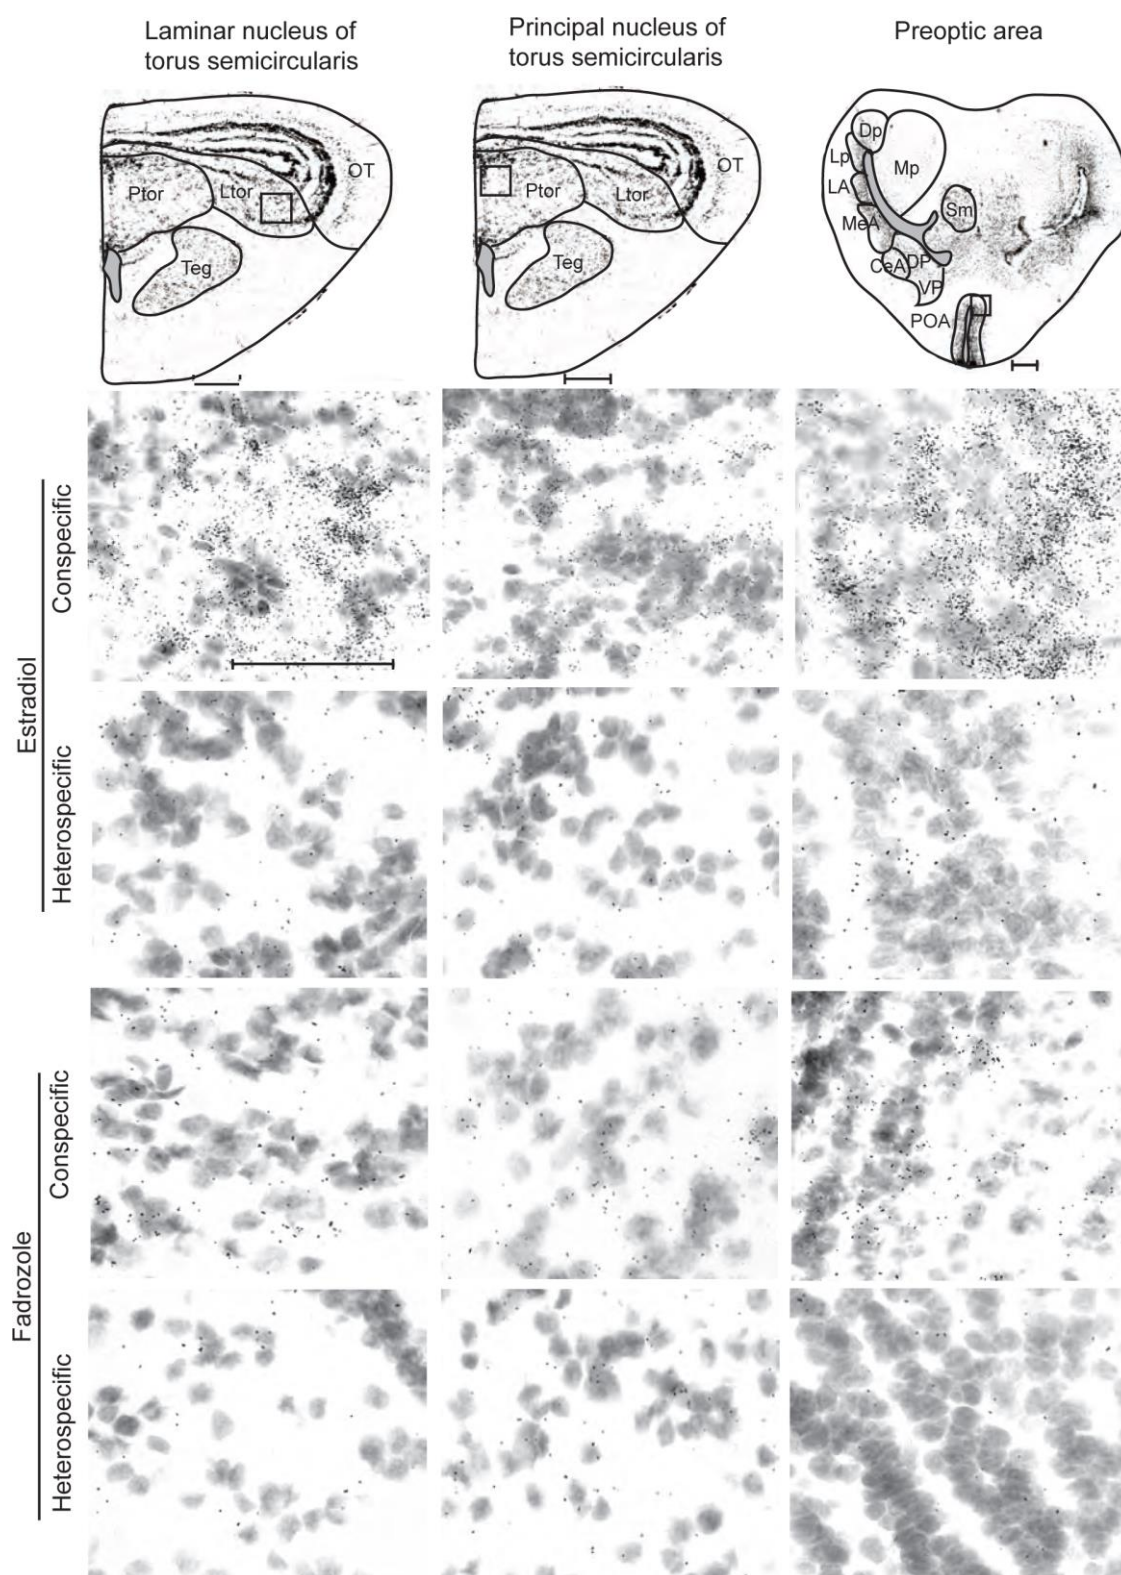 Laminar nucleus of
torus semicircularis
Principal nucleus of
torus semicircularis
Preoptic area
OT
Ptor
Ltor
Teg
OT
Ptor
Ltor
Teg
Dp
Lp
Mp
LA
Sm
MeA
DP
CeA
VP
POA
Estradiol
Conspecific
Heterospecific
Fadrozole
Conspecific
Heterospecific